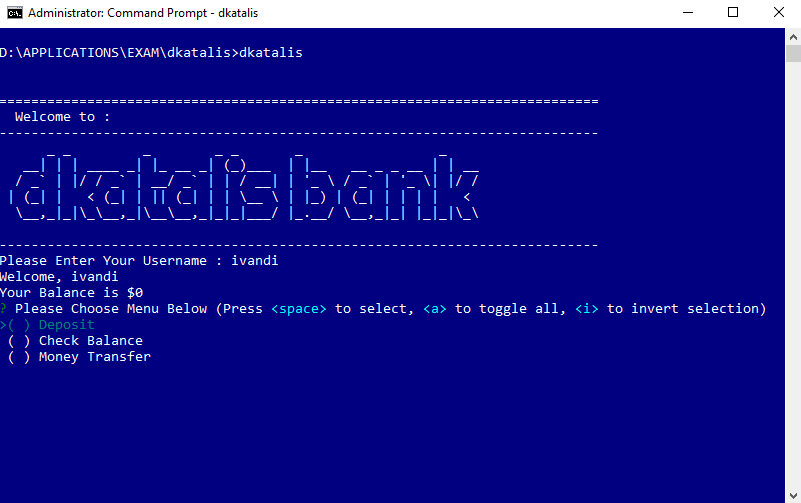 Administrator: Command Prompt - dkatalis
D:\APPLICATIONS\EXAM\dkatalis>dkatalis
===========================================================================
Welcome to :
---------------------------------------------------------------------------
dkatalis bank
---------------------------------------------------------------------------
Please Enter Your Username : ivandi
Welcome, ivandi
Your Balance is $0
? Please Choose Menu Below (Press <space> to select, <a> to toggle all, <i> to invert selection)
>( ) Deposit
( ) Check Balance
( ) Money Transfer